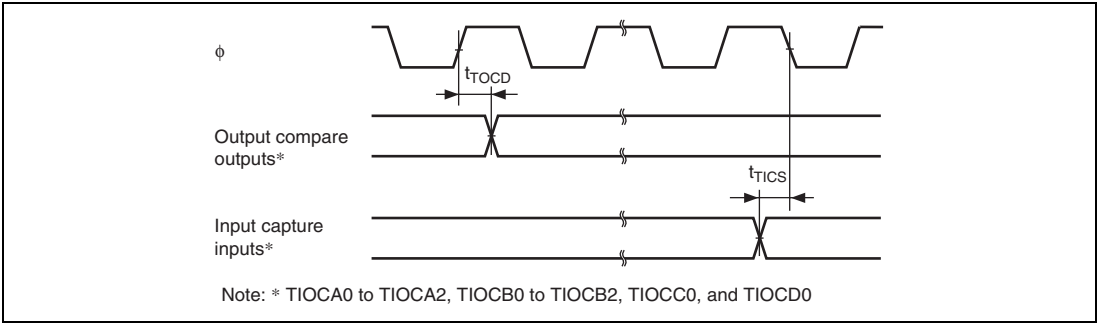 ϕ
tTOCD
Output compare
outputs*
tTICS
Input capture
inputs*
Note: * TIOCA0 to TIOCA2, TIOCB0 to TIOCB2, TIOCC0, and TIOCD0